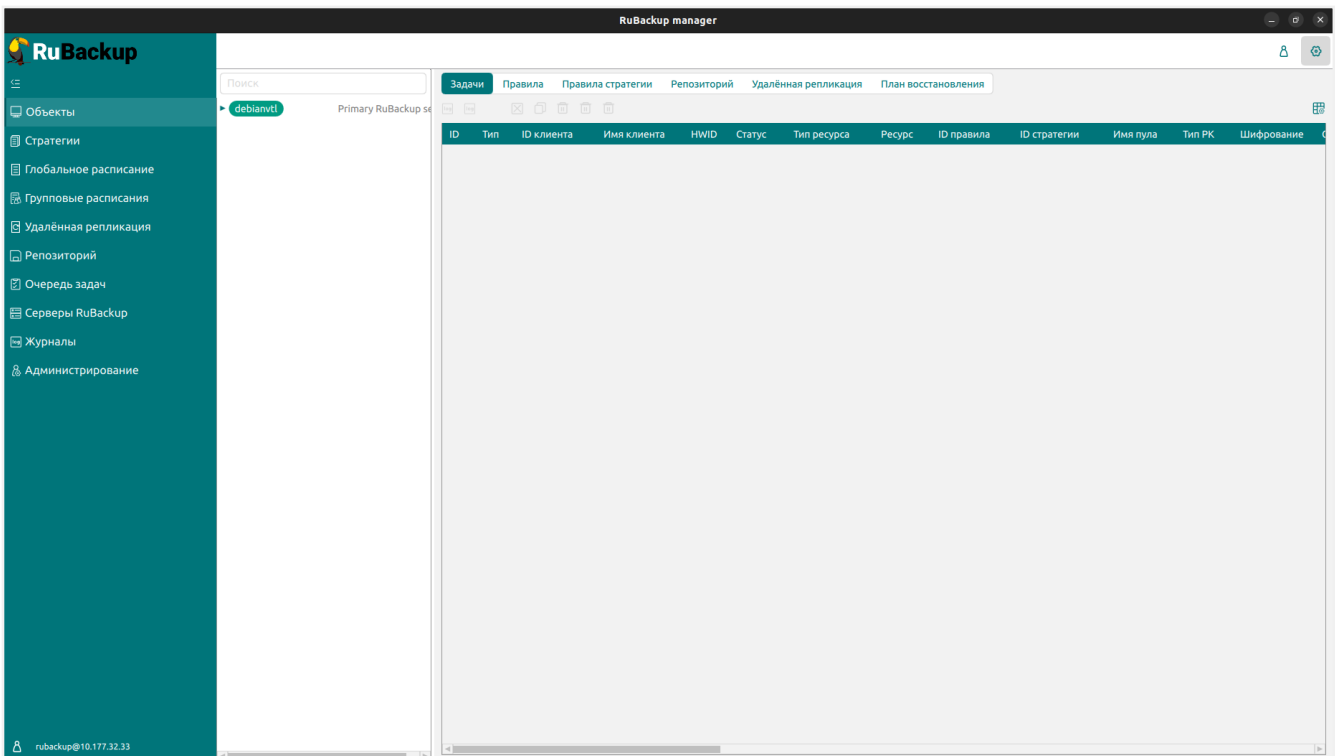 RuBackup manager
RuBackup
Поиск
Задачи Правила Правила стратегии Репозиторий Удалённая репликация План восстановления
Объекты
debianvtl Primary RuBackup se
ID Тип ID клиента Имя клиента HWID Статус Тип ресурса Ресурс ID правила ID стратегии Имя пула Тип РК Шифрование
Стратегии
Глобальное расписание
Групповые расписания
Удалённая репликация
Репозиторий
Очередь задач
Серверы RuBackup
Журналы
Администрирование
rubackup@10.177.32.33